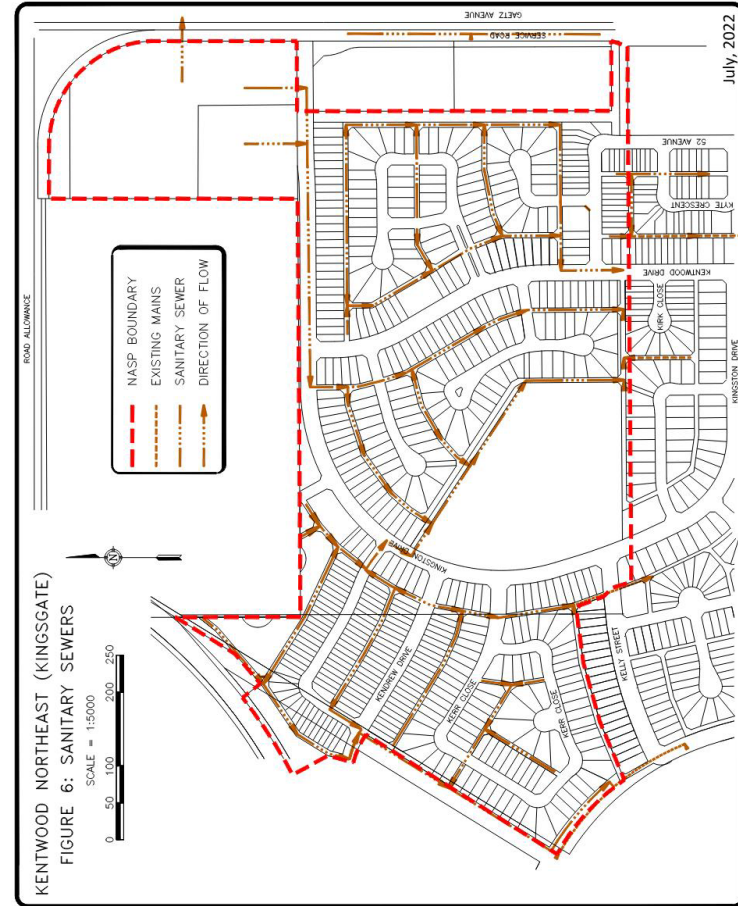 KENTWOOD NORTHEAST (KINGSGATE)
FIGURE 6: SANITARY SEWERS
SCALE = 1:5000
0 50 100 200 250
N
NASP BOUNDARY
EXISTING MAINS
SANITARY SEWER
DIRECTION OF FLOW
ROAD ALLOWANCE
GAETZ AVENUE
SERVICE ROAD
52 AVENUE
KYTE CRESCENT
KENTWOOD DRIVE
KIRK CLOSE
KINGSTON DRIVE
KINGSTON DRIVE
KENDREW DRIVE
KERR CLOSE
KERR CLOSE
KELLY STREET
July, 2022